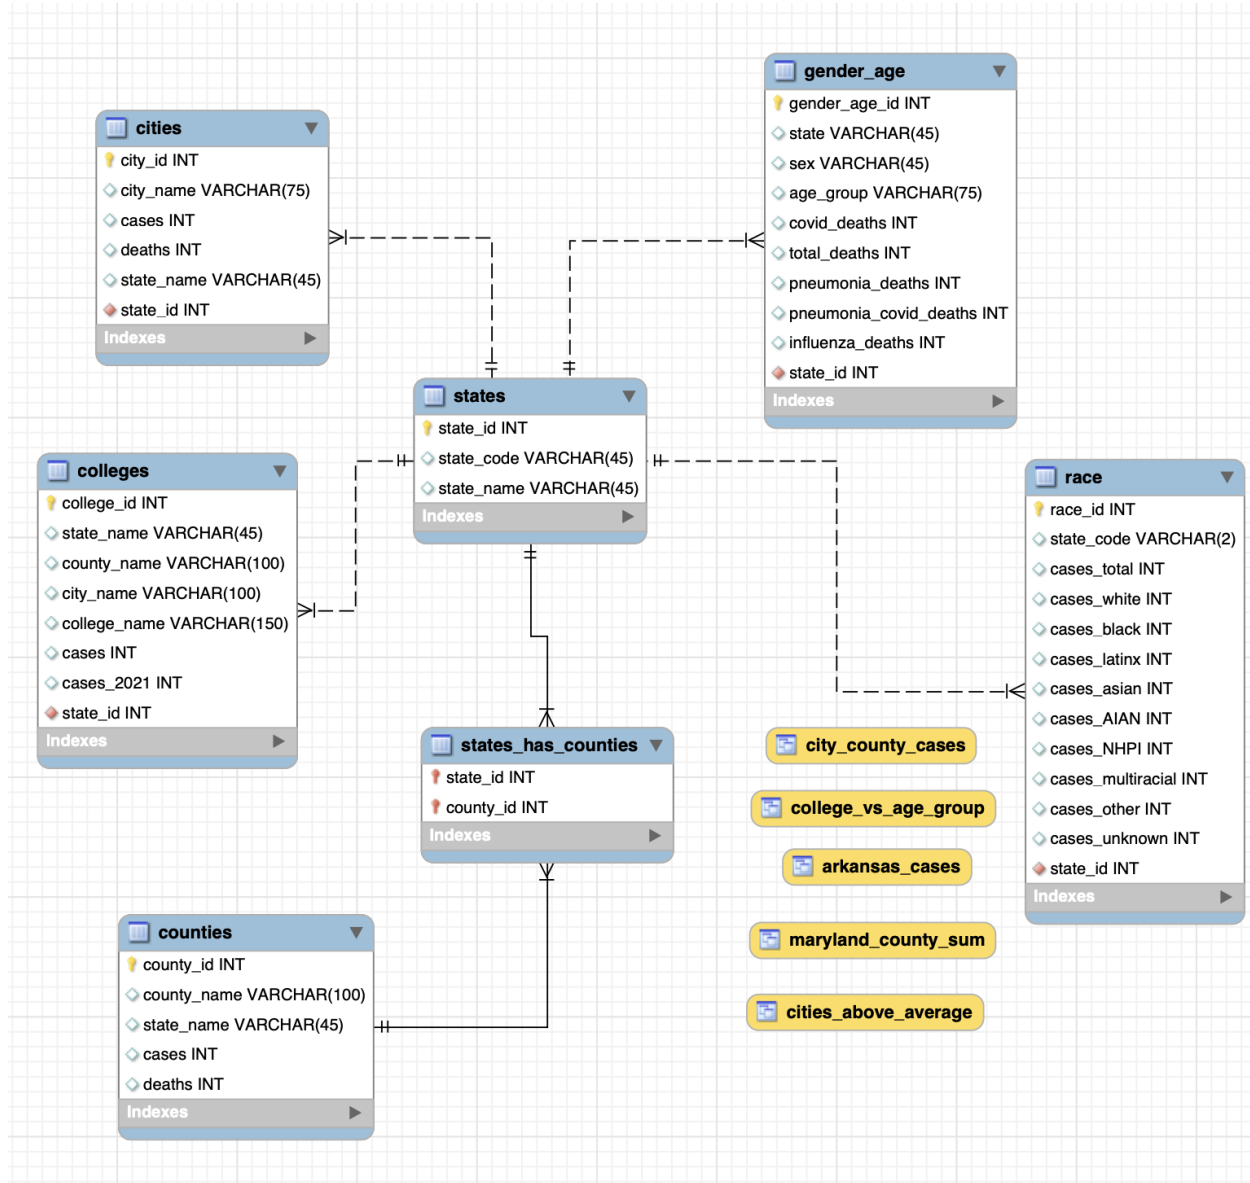 cities
city_id INT
city_name VARCHAR(75)
cases INT
deaths INT
state_name VARCHAR(45)
state_id INT
Indexes
gender_age
gender_age_id INT
state VARCHAR(45)
sex VARCHAR(45)
age_group VARCHAR(75)
covid_deaths INT
total_deaths INT
pneumonia_deaths INT
pneumonia_covid_deaths INT
influenza_deaths INT
state_id INT
Indexes
states
state_id INT
state_code VARCHAR(45)
state_name VARCHAR(45)
Indexes
colleges
college_id INT
state_name VARCHAR(45)
county_name VARCHAR(100)
city_name VARCHAR(100)
college_name VARCHAR(150)
cases INT
cases_2021 INT
state_id INT
Indexes
race
race_id INT
state_code VARCHAR(2)
cases_total INT
cases_white INT
cases_black INT
cases_latinx INT
cases_asian INT
cases_AIAN INT
cases_NHPI INT
cases_multiracial INT
cases_other INT
cases_unknown INT
state_id INT
Indexes
states_has_counties
state_id INT
county_id INT
Indexes
city_county_cases
college_vs_age_group
arkansas_cases
maryland_county_sum
cities_above_average
counties
county_id INT
county_name VARCHAR(100)
state_name VARCHAR(45)
cases INT
deaths INT
Indexes